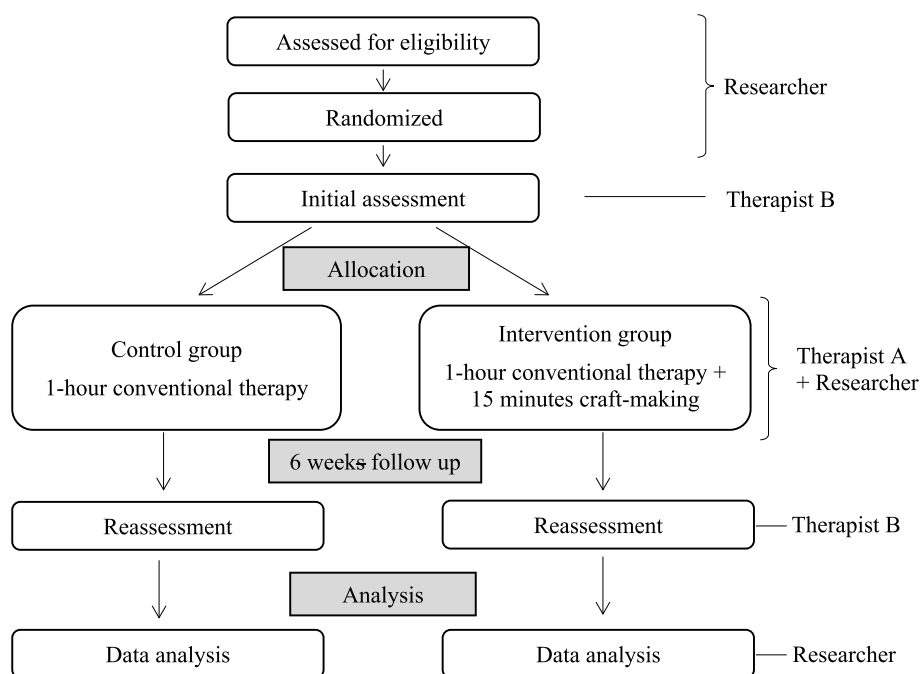 Assessed for eligibility
Researcher
Randomized
Initial assessment
Therapist B
Allocation
Control group
1-hour conventional therapy
Intervention group
1-hour conventional therapy +
15 minutes craft-making
Therapist A
+ Researcher
6 weeks follow up
Reassessment
Reassessment
Therapist B
Analysis
Data analysis
Data analysis
Researcher